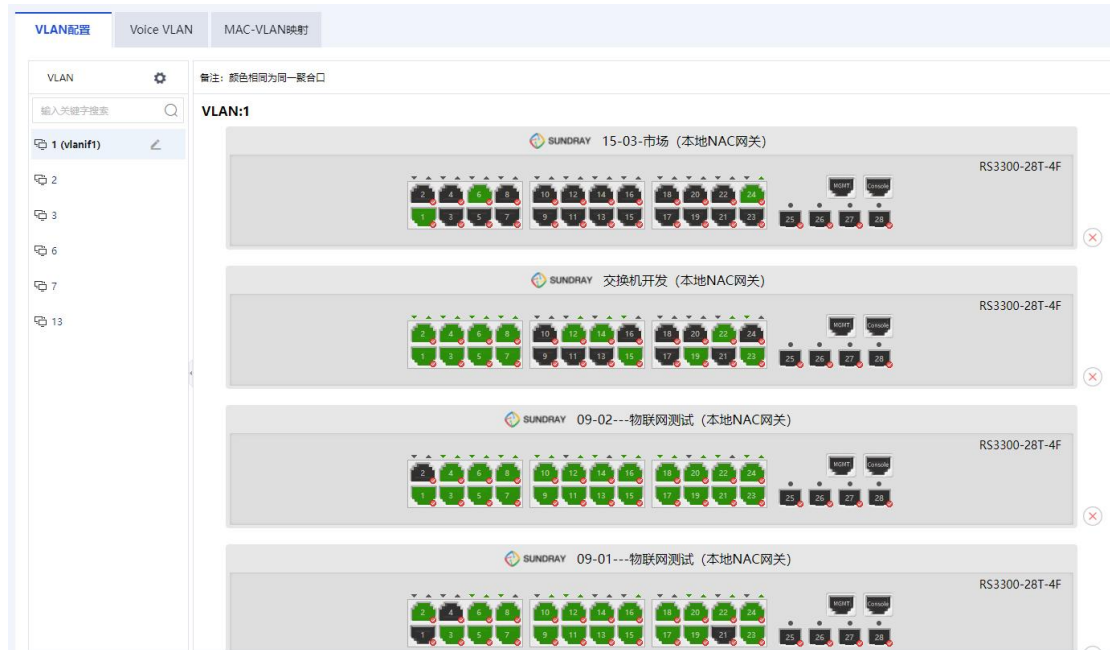 VLAN配置 Voice VLAN MAC-VLAN映射
VLAN
备注：颜色相同为同一聚合口
输入关键字搜索
VLAN:1
1 (vlanif1)
2
3
6
7
13
SUNDRAY 15-03-市场（本地NAC网关）
RS3300-28T-4F
2 4 6 8 10 12 14 16 18 20 22 24 MGMT Console
1 3 5 7 9 11 13 15 17 19 21 23 25 26 27 28
SUNDRAY 交换机开发（本地NAC网关）
RS3300-28T-4F
2 4 6 8 10 12 14 16 18 20 22 24 MGMT Console
1 3 5 7 9 11 13 15 17 19 21 23 25 26 27 28
SUNDRAY 09-02---物联网测试（本地NAC网关）
RS3300-28T-4F
2 4 6 8 10 12 14 16 18 20 22 24 MGMT Console
1 3 5 7 9 11 13 15 17 19 21 23 25 26 27 28
SUNDRAY 09-01---物联网测试（本地NAC网关）
RS3300-28T-4F
2 4 6 8 10 12 14 16 18 20 22 24 MGMT Console
1 3 5 7 9 11 13 15 17 19 21 23 25 26 27 28